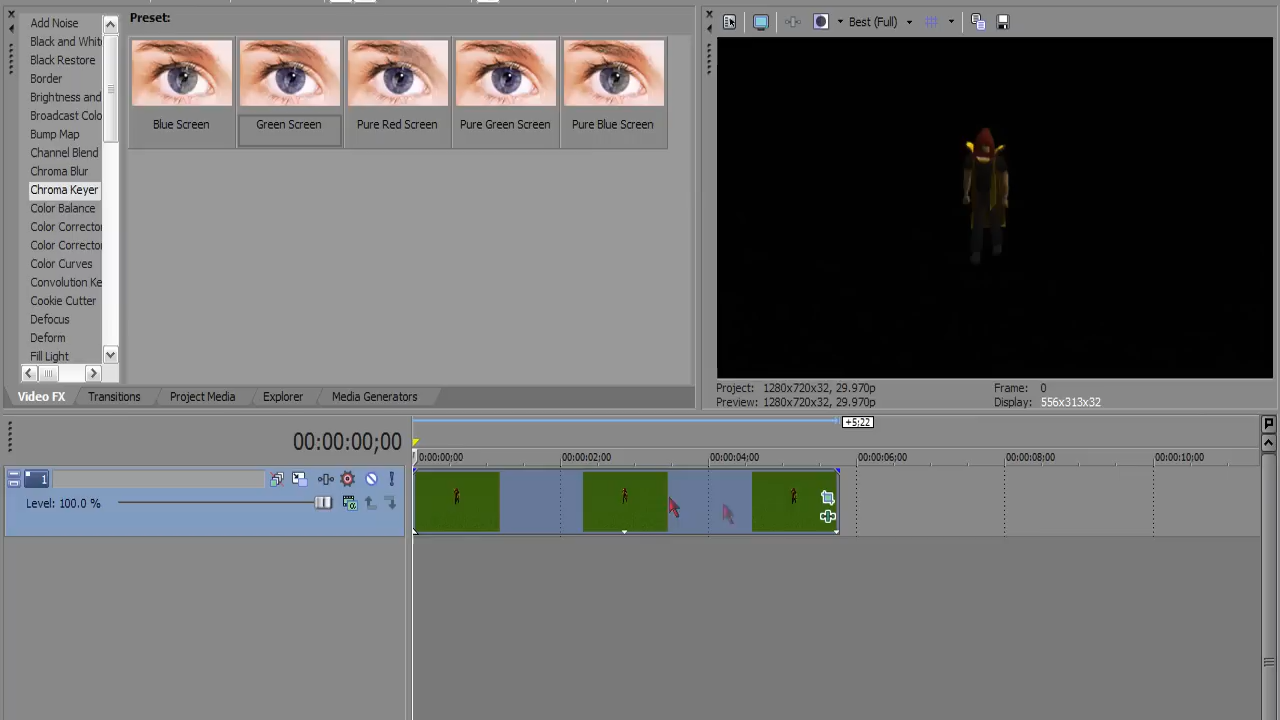 Preset:
Add Noise
Black and Whit
Black Restore
Border
Brightness and
Broadcast Colo
Bump Map
Channel Blend
Chroma Blur
Chroma Keyer
Color Balance
Color Correcto
Color Correcto
Color Curves
Convolution Ke
Cookie Cutter
Defocus
Deform
Fill Light
Blue Screen
Green Screen
Pure Red Screen
Pure Green Screen
Pure Blue Screen
Video FX
Transitions
Project Media
Explorer
Media Generators
Best (Full)
Project: 1280x720x32, 29.970p
Frame: 0
Preview: 1280x720x32, 29.970p
Display: 556x313x32
+5;22
00:00:00;00
00:00:00;00
00:00:02;00
00:00:04;00
00:00:06;00
00:00:08;00
00:00:10;00
1
Level: 100.0 %